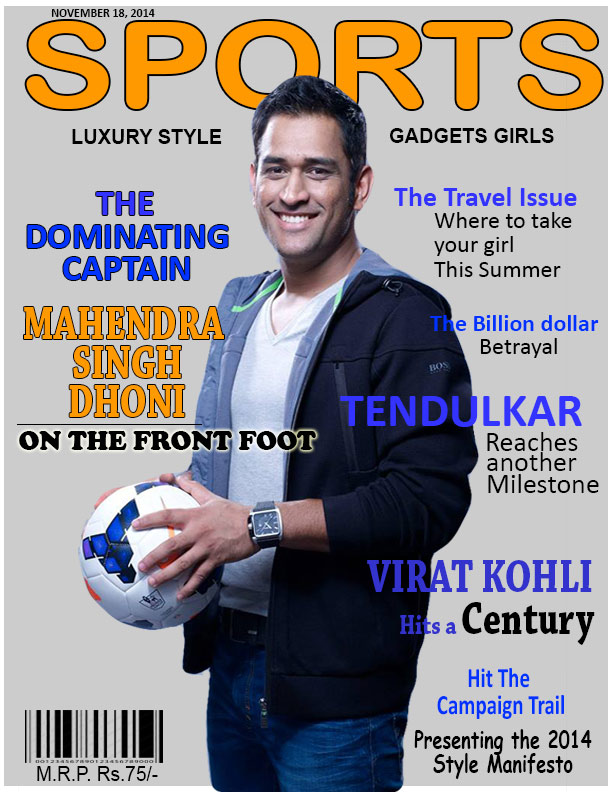 NOVEMBER 18, 2014
SPORTS
LUXURY STYLE
GADGETS GIRLS
THE
DOMINATING
CAPTAIN
MAHENDRA
SINGH
DHONI
ON THE FRONT FOOT
The Travel Issue
Where to take
your girl
This Summer
The Billion dollar
Betrayal
BOSS
TENDULKAR
Reaches
another
Milestone
VIRAT KOHLI
Hits a Century
Hit The
Campaign Trail
Presenting the 2014
Style Manifesto
001234567890123456789000
M.R.P. Rs.75/-